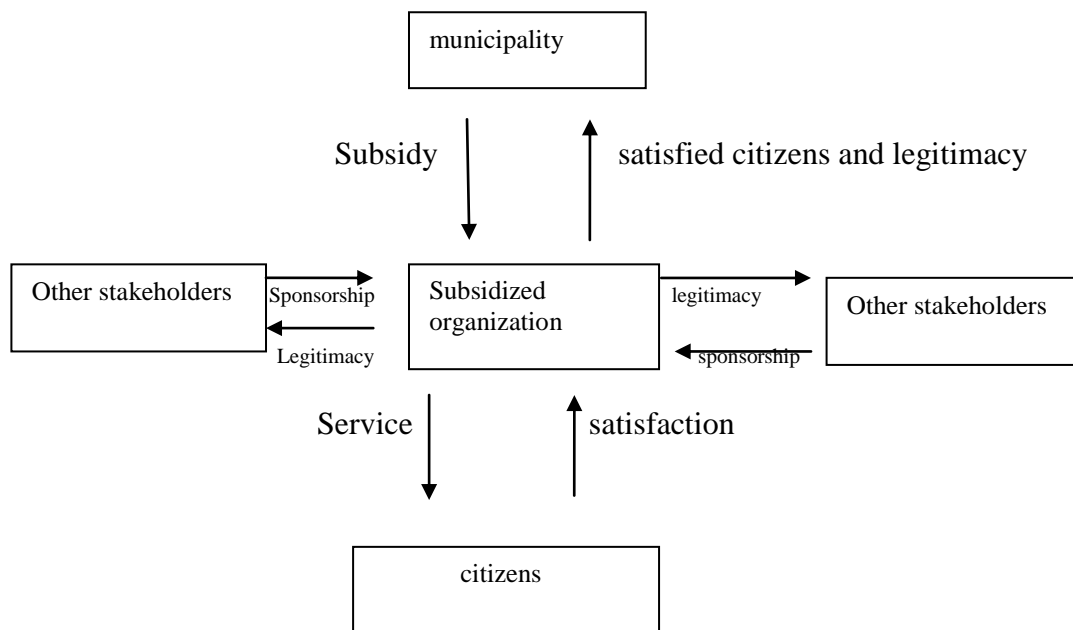 municipality
Subsidy
satisfied citizens and legitimacy
Other stakeholders
Sponsorship
Legitimacy
Subsidized
organization
legitimacy
sponsorship
Other stakeholders
Service
satisfaction
citizens